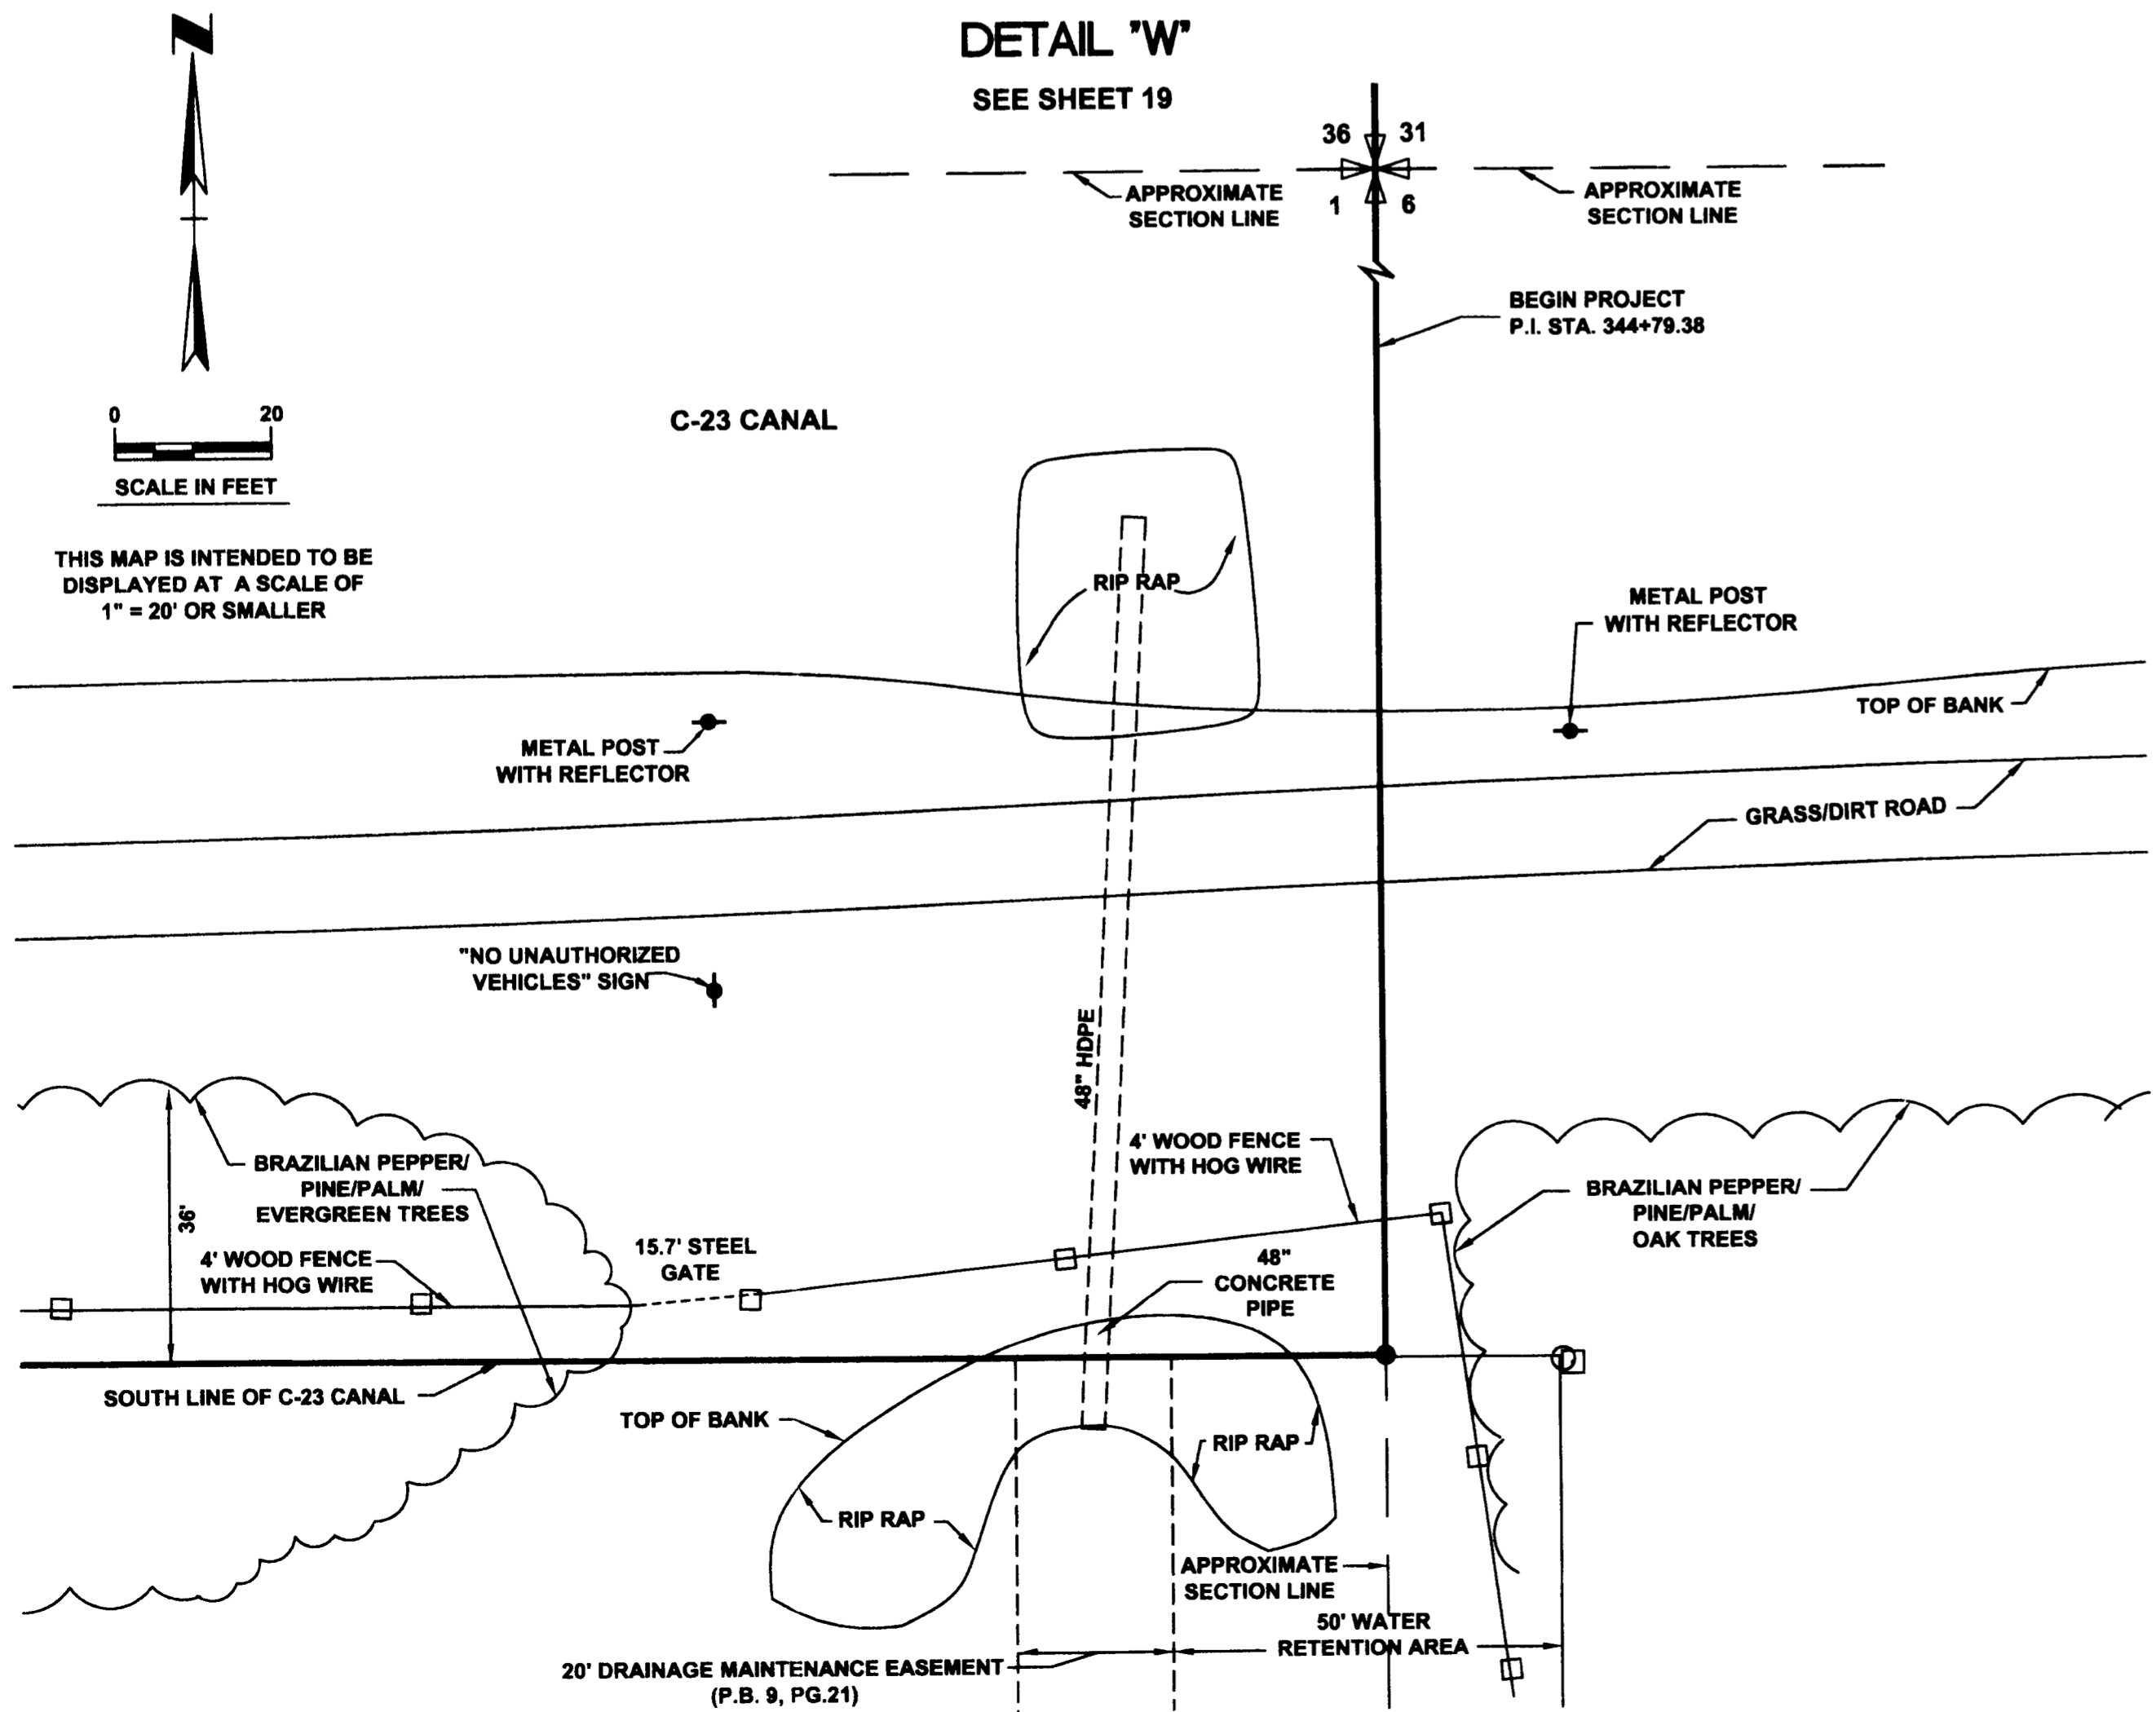 N
DETAIL "W"
SEE SHEET 19
36
31
1
6
APPROXIMATE
SECTION LINE
APPROXIMATE
SECTION LINE
BEGIN PROJECT
P.I. STA. 344+79.38
0
20
SCALE IN FEET
C-23 CANAL
THIS MAP IS INTENDED TO BE
DISPLAYED AT A SCALE OF
1" = 20' OR SMALLER
RIP RAP
METAL POST
WITH REFLECTOR
TOP OF BANK
METAL POST
WITH REFLECTOR
GRASS/DIRT ROAD
"NO UNAUTHORIZED
VEHICLES" SIGN
48" HDPE
4' WOOD FENCE
WITH HOG WIRE
BRAZILIAN PEPPER/
PINE/PALM/
EVERGREEN TREES
36'
BRAZILIAN PEPPER/
PINE/PALM/
OAK TREES
4' WOOD FENCE
WITH HOG WIRE
15.7' STEEL
GATE
48"
CONCRETE
PIPE
SOUTH LINE OF C-23 CANAL
TOP OF BANK
RIP RAP
RIP RAP
APPROXIMATE
SECTION LINE
50' WATER
RETENTION AREA
20' DRAINAGE MAINTENANCE EASEMENT
(P.B. 9, PG.21)